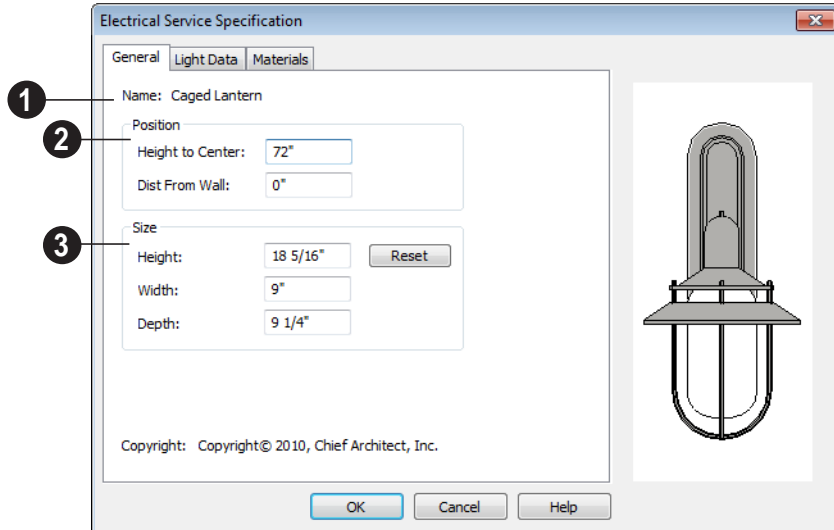 Electrical Service Specification
General Light Data Materials
1 Name: Caged Lantern
2 Position
Height to Center: 72"
Dist From Wall: 0"
3 Size
Height: 18 5/16" Reset
Width: 9"
Depth: 9 1/4"
Copyright: Copyright© 2010, Chief Architect, Inc.
OK Cancel Help